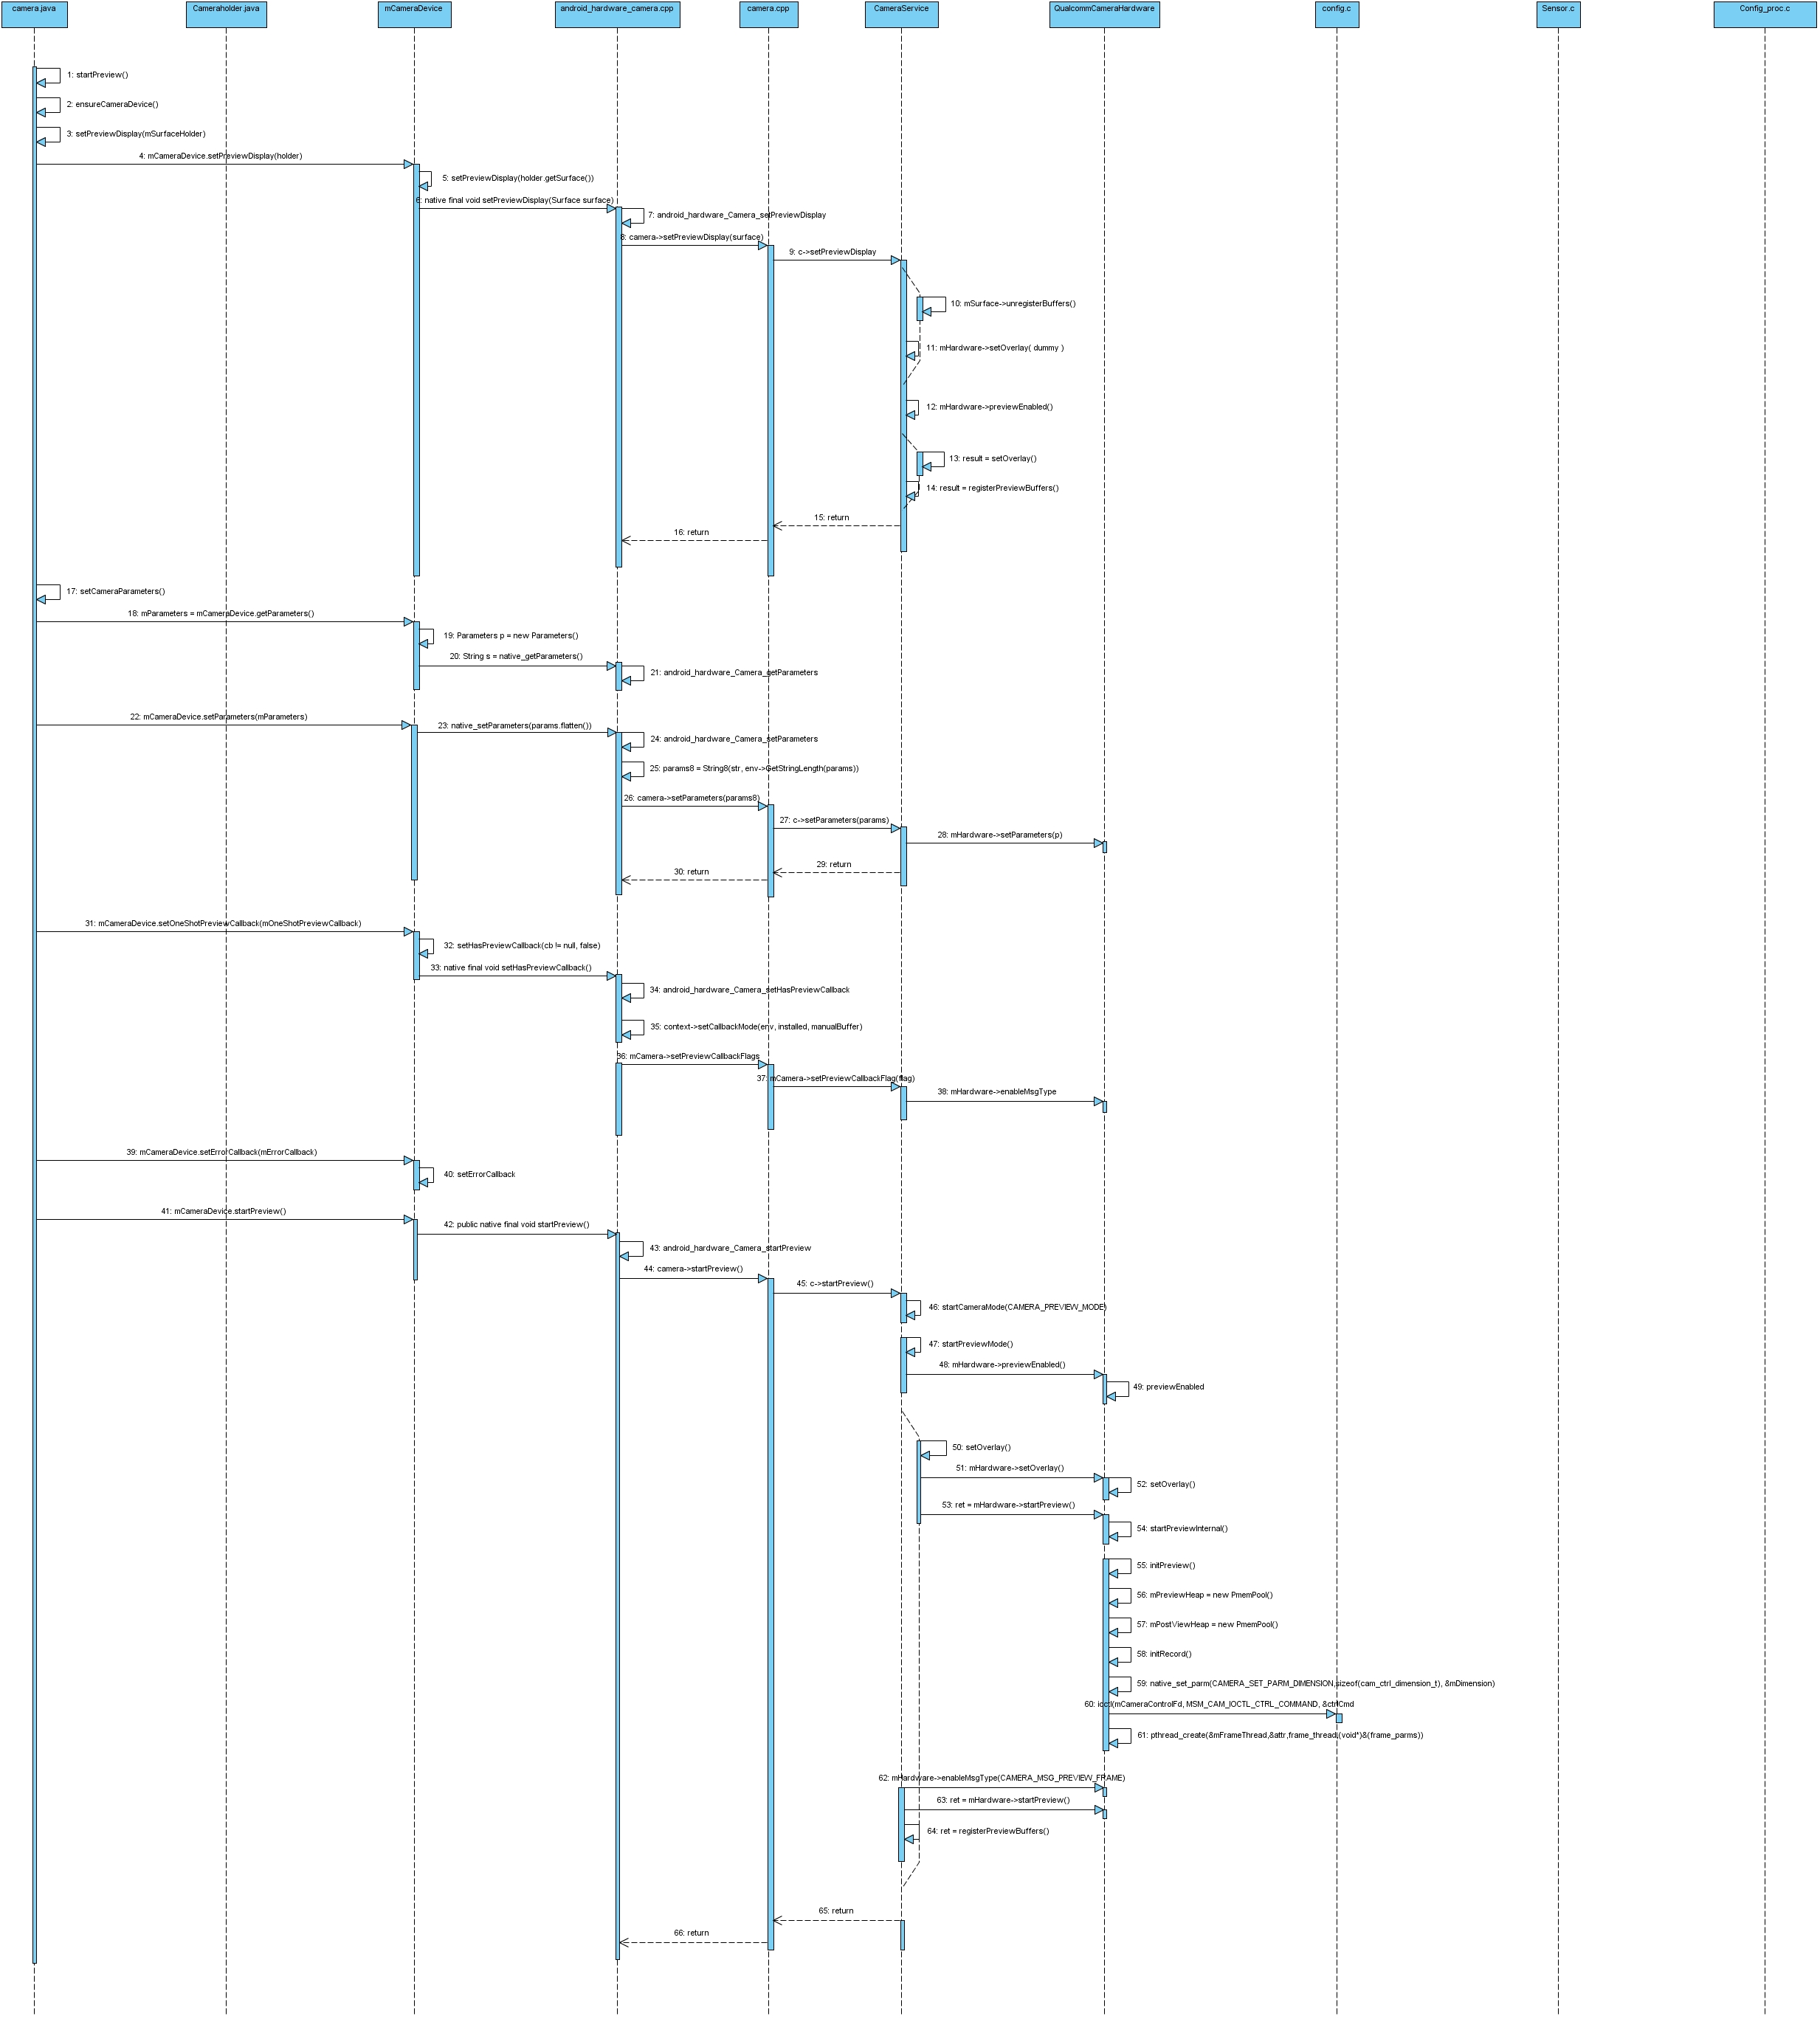 camera.java
Cameraholder.java
mCameraDevice
android_hardware_camera.cpp
camera.cpp
CameraService
QualcommCameraHardware
config.c
Sensor.c
Config_proc.c
1: startPreview()
2: ensureCameraDevice()
3: setPreviewDisplay(mSurfaceHolder)
4: mCameraDevice.setPreviewDisplay(holder)
5: setPreviewDisplay(holder.getSurface())
6: native final void setPreviewDisplay(Surface surface)
7: android_hardware_Camera_setPreviewDisplay
8: camera->setPreviewDisplay(surface)
9: c->setPreviewDisplay
10: mSurface->unregisterBuffers()
11: mHardware->setOverlay( dummy )
12: mHardware->previewEnabled()
13: result = setOverlay()
14: result = registerPreviewBuffers()
15: return
16: return
17: setCameraParameters()
18: mParameters = mCameraDevice.getParameters()
19: Parameters p = new Parameters()
20: String s = native_getParameters()
21: android_hardware_Camera_getParameters
22: mCameraDevice.setParameters(mParameters)
23: native_setParameters(params.flatten())
24: android_hardware_Camera_setParameters
25: params8 = String8(str, env->GetStringLength(params))
26: camera->setParameters(params8)
27: c->setParameters(params)
28: mHardware->setParameters(p)
29: return
30: return
31: mCameraDevice.setOneShotPreviewCallback(mOneShotPreviewCallback)
32: setHasPreviewCallback(cb != null, false)
33: native final void setHasPreviewCallback()
34: android_hardware_Camera_setHasPreviewCallback
35: context->setCallbackMode(env, installed, manualBuffer)
36: mCamera->setPreviewCallbackFlags
37: mCamera->setPreviewCallbackFlag(flag)
38: mHardware->enableMsgType
39: mCameraDevice.setErrorCallback(mErrorCallback)
40: setErrorCallback
41: mCameraDevice.startPreview()
42: public native final void startPreview()
43: android_hardware_Camera_startPreview
44: camera->startPreview()
45: c->startPreview()
46: startCameraMode(CAMERA_PREVIEW_MODE)
47: startPreviewMode()
48: mHardware->previewEnabled()
49: previewEnabled
50: setOverlay()
51: mHardware->setOverlay()
52: setOverlay()
53: ret = mHardware->startPreview()
54: startPreviewInternal()
55: initPreview()
56: mPreviewHeap = new PmemPool()
57: mPostViewHeap = new PmemPool()
58: initRecord()
59: native_set_parm(CAMERA_SET_PARM_DIMENSION,sizeof(cam_ctrl_dimension_t), &mDimension)
60: ioctl(mCameraControlFd, MSM_CAM_IOCTL_CTRL_COMMAND, &ctrlCmd
61: pthread_create(&mFrameThread,&attr,frame_thread,(void*)&(frame_parms))
62: mHardware->enableMsgType(CAMERA_MSG_PREVIEW_FRAME)
63: ret = mHardware->startPreview()
64: ret = registerPreviewBuffers()
65: return
66: return